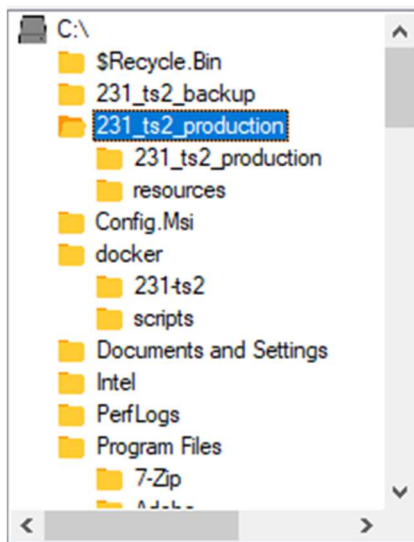 C:\
$Recycle.Bin
231_ts2_backup
231_ts2_production
231_ts2_production
resources
Config.Msi
docker
231-ts2
scripts
Documents and Settings
Intel
PerfLogs
Program Files
7-Zip